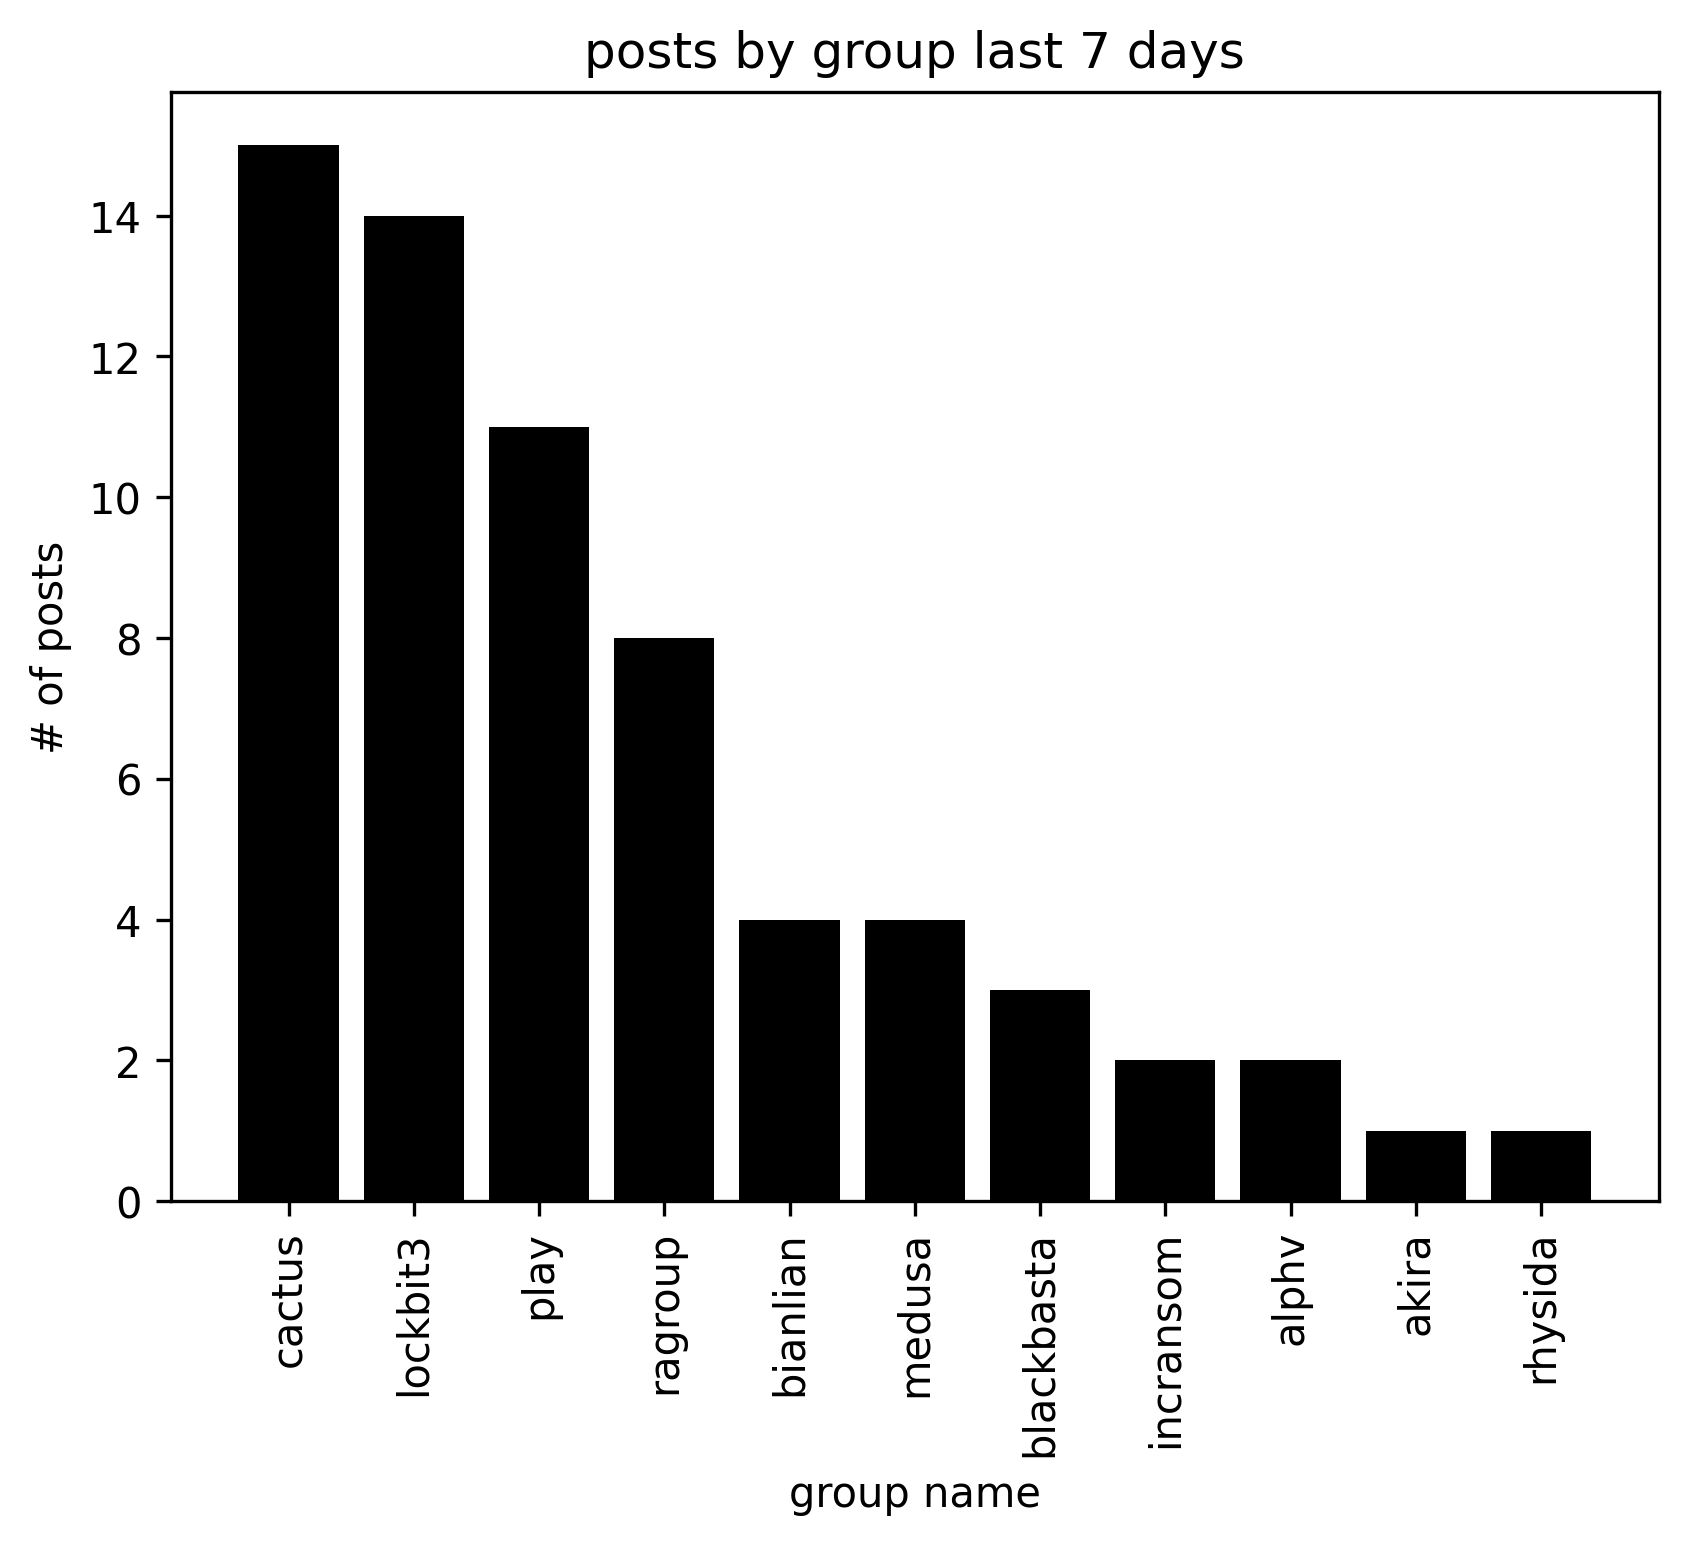 posts by group last 7 days
# of posts
14
12
10
8
6
4
2
0
cactus
lockbit3
play
ragroup
bianlian
medusa
blackbasta
incransom
alphv
akira
rhysida
group name